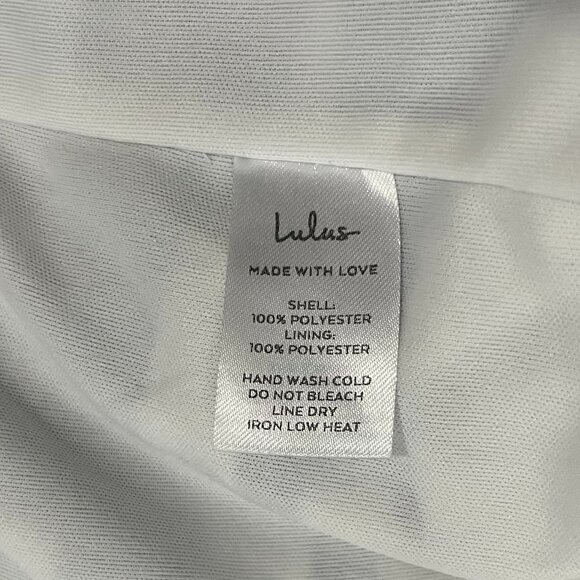 Lulus
MADE WITH LOVE
SHELL:
100% POLYESTER
LINING:
100% POLYESTER
HAND WASH COLD
DO NOT BLEACH
LINE DRY
IRON LOW HEAT